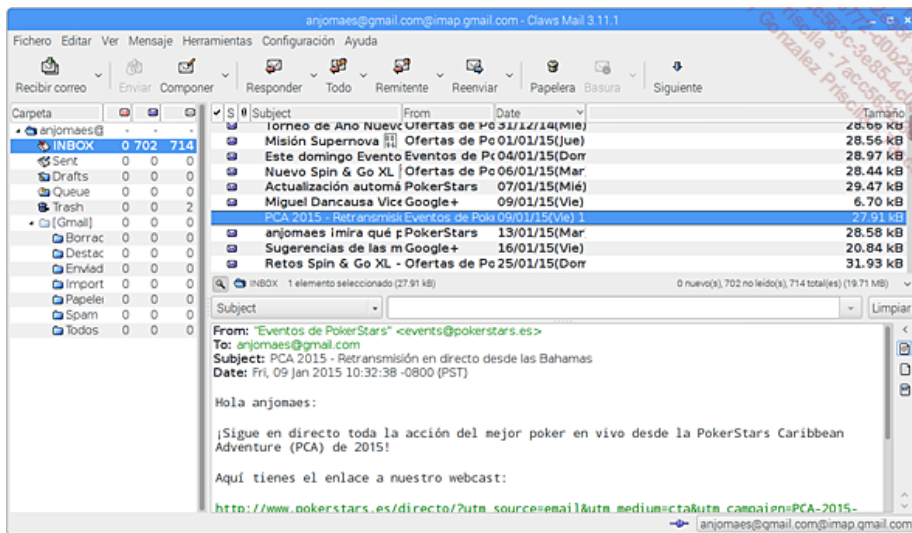 anjomaes@gmail.com@imap.gmail.com - Claws Mail 3.11.1
Fichero Editar Ver Mensaje Herramientas Configuración Ayuda
Recibir correo Enviar Componer Responder Todo Remitente Reenviar Papelera Basura Siguiente
Carpeta
anjomaes@ - - -
INBOX 0 702 714
Sent 0 0 0
Drafts 0 0 0
Queue 0 0 0
Trash 0 0 2
[Gmail] 0 0 0
Borrac 0 0 0
Destac 0 0 0
Enviad 0 0 0
Import 0 0 0
Papele 0 0 0
Spam 0 0 0
Todos 0 0 0
S Subject From Date Tamaño
Torneo de Año Nuevo Ofertas de Po 31/12/14(Mié) 28.66 kB
Misión Supernova Ofertas de Po 01/01/15(Jue) 28.56 kB
Este domingo Evento Eventos de Po 04/01/15(Dom 28.97 kB
Nuevo Spin & Go XL Ofertas de Po 06/01/15(Mar 28.44 kB
Actualización automá PokerStars 07/01/15(Mié) 29.47 kB
Miguel Dancausa Vice Google+ 09/01/15(Vie) 6.70 kB
PCA 2015 - Retransmisi Eventos de Pok 09/01/15(Vie) 1 27.91 kB
anjomaes ¡mira qué p PokerStars 13/01/15(Mar 28.58 kB
Sugerencias de las m Google+ 16/01/15(Vie) 20.84 kB
Retos Spin & Go XL - Ofertas de Po 25/01/15(Dom 31.93 kB
INBOX 1 elemento seleccionado (27.91 kB) 0 nuevo(s), 702 no leído(s), 714 total(es) (19.71 MB)
Subject Limpiar
From: "Eventos de PokerStars" <events@pokerstars.es>
To: anjomaes@gmail.com
Subject: PCA 2015 - Retransmisión en directo desde las Bahamas
Date: Fri, 09 Jan 2015 10:32:38 -0800 (PST)
Hola anjomaes:
¡Sigue en directo toda la acción del mejor poker en vivo desde la PokerStars Caribbean
Adventure (PCA) de 2015!
Aquí tienes el enlace a nuestro webcast:
http://www.pokerstars.es/directo/?utm_source=email&utm_medium=cta&utm_campaign=PCA-2015-
anjomaes@gmail.com@imap.gmail.com